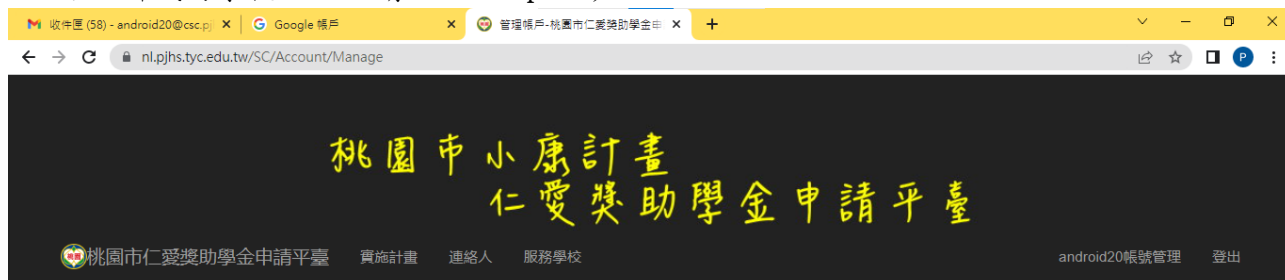 收件匣 (58) - android20@csc.pj
Google 帳戶
管理帳戶-桃園市仁愛獎助學金申
nl.pjhs.tyc.edu.tw/SC/Account/Manage
P
桃園市小康計畫
仁愛獎助學金申請平臺
桃園市仁愛獎助學金申請平臺 實施計畫 連絡人 服務學校 android20帳號管理 登出